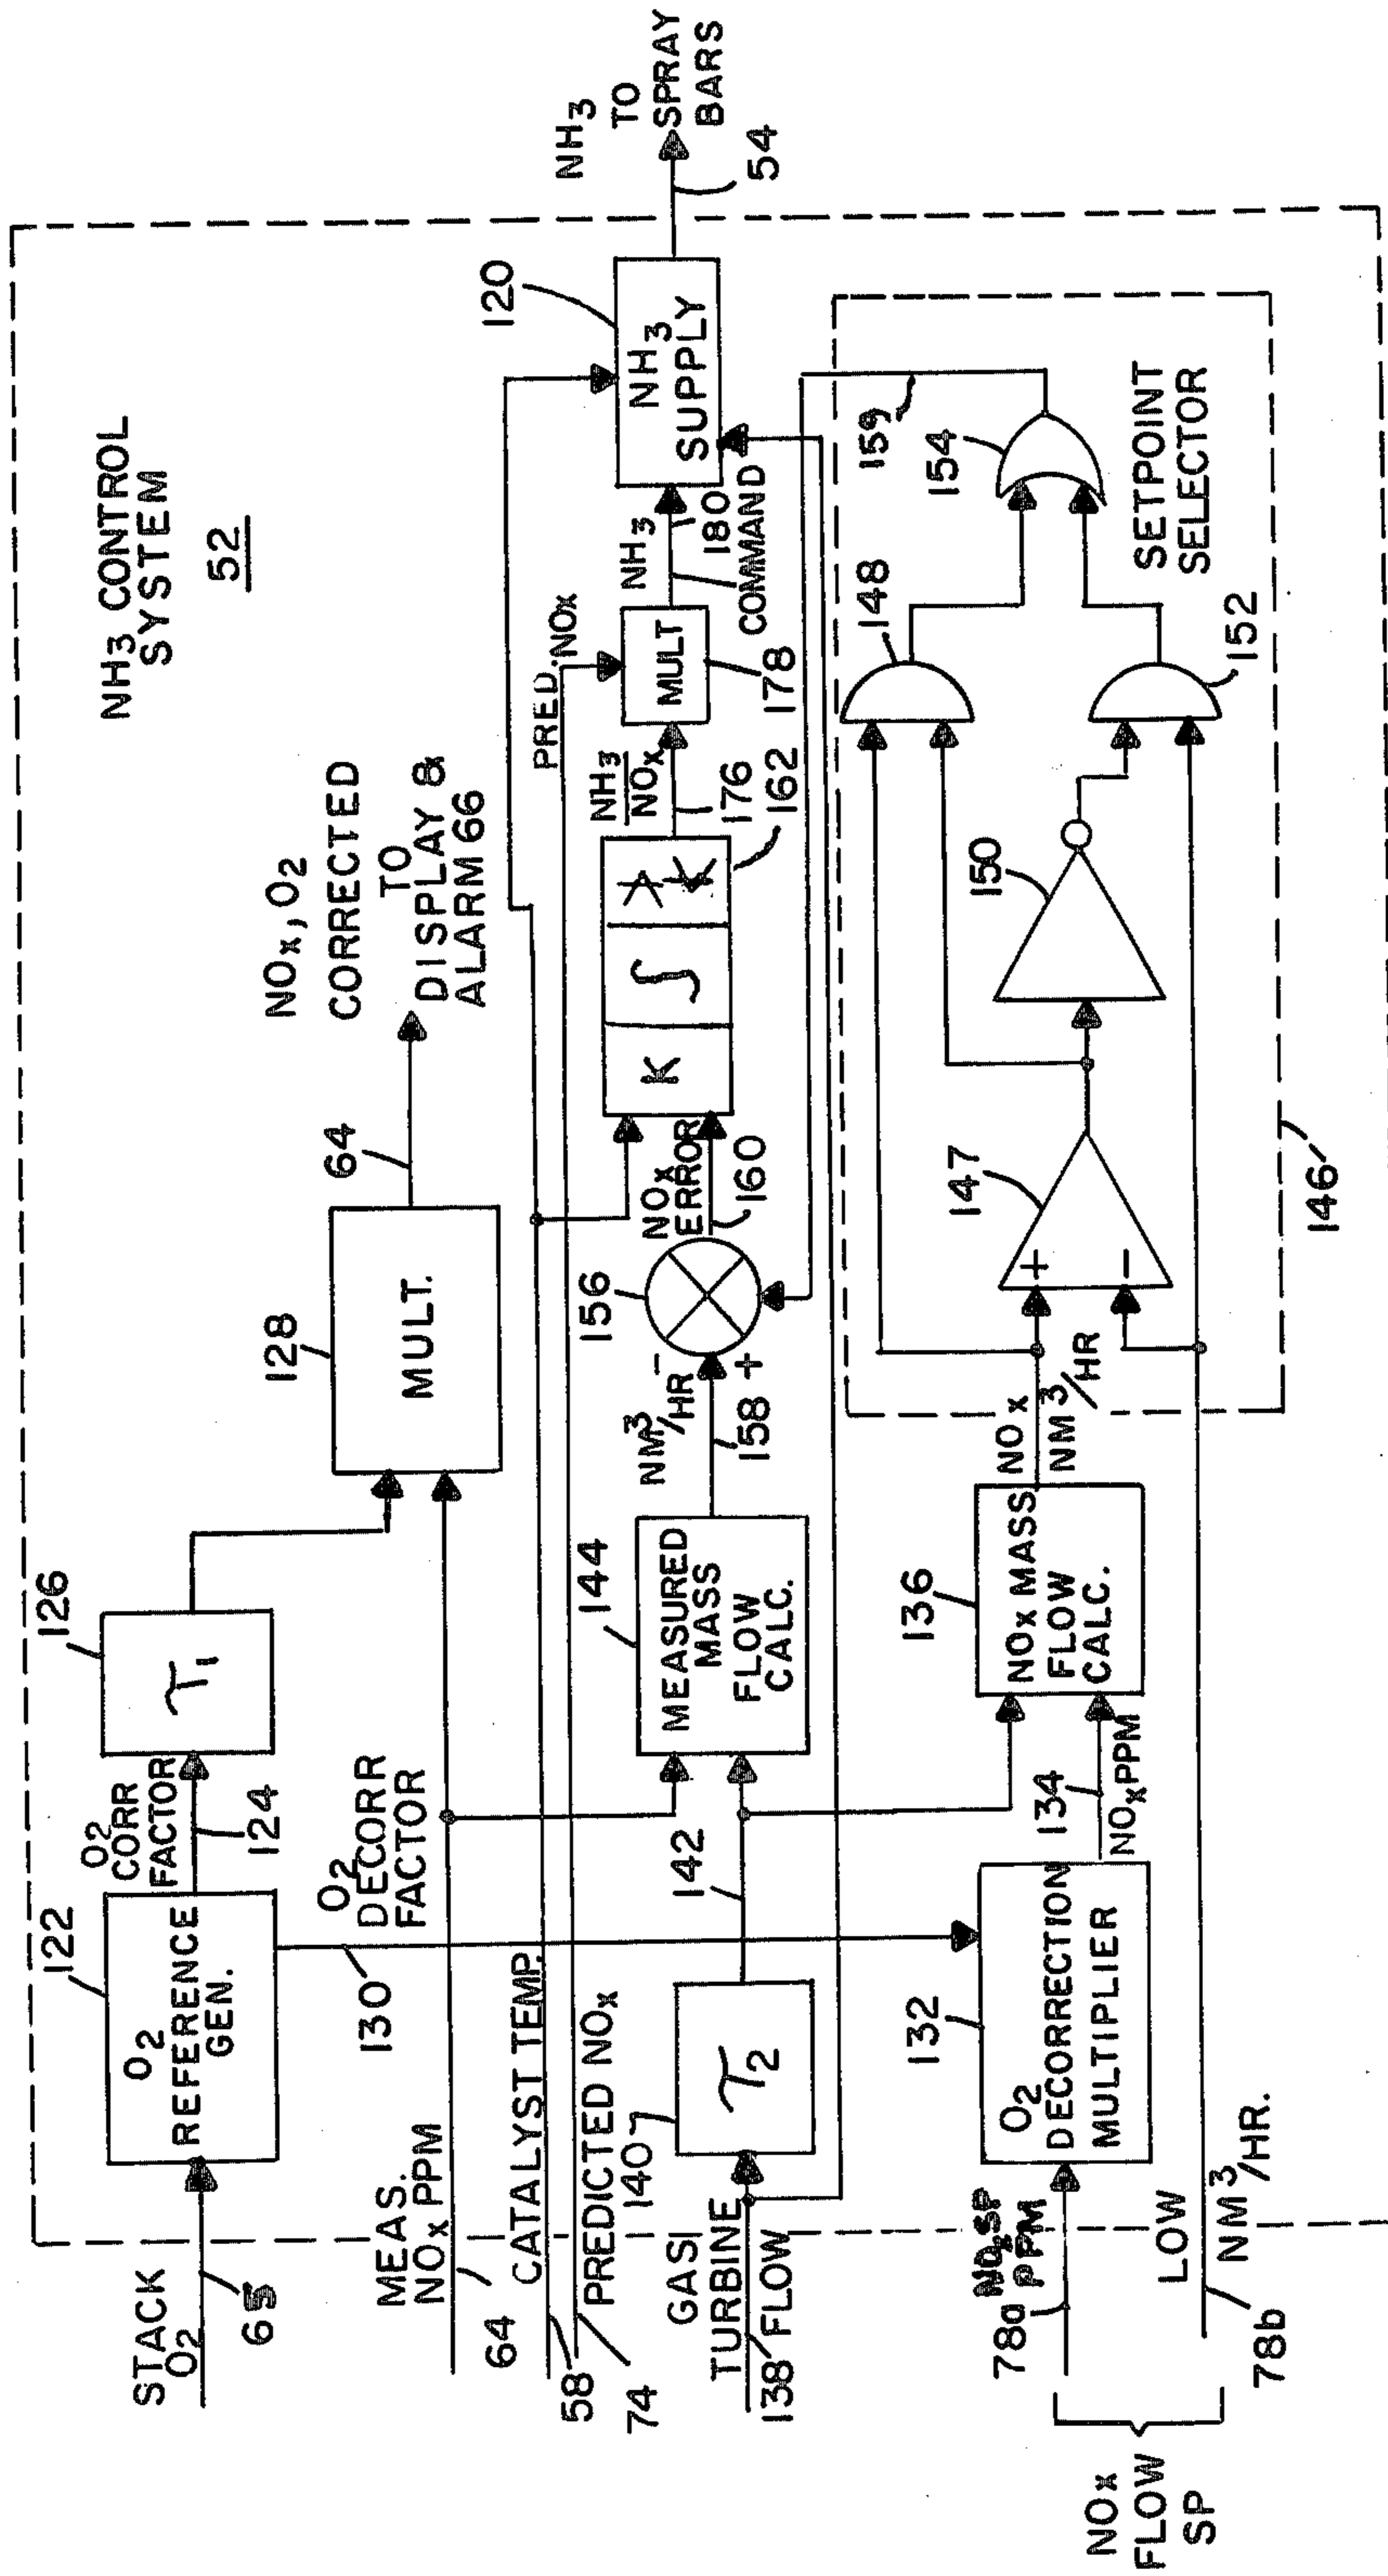 NH3 CONTROL
SYSTEM
52
STACK
O2
65
122
O2
REFERENCE
GEN.
O2
CORR
FACTOR
124
126
τ1
128
MULT.
64
NOx, O2
CORRECTED
TO
DISPLAY &
ALARM 66
130
O2
DECORR
FACTOR
MEAS.
NOx PPM
64
CATALYST TEMP.
58
PREDICTED NOx
74
GAS
TURBINE
138 FLOW
140
τ2
142
144
MEASURED
MASS
FLOW
CALC.
NM3/HR
158
-
+
156
NOx
ERROR
160
K
∫
162
NH3
NOx
176
PRED. NOx
MULT
178
NH3
180
COMMAND
120
NH3
SUPPLY
54
NH3
TO
SPRAY
BARS
NOx
FLOW
SP
78a
NOxSP
PPM
132
O2
DECORRECTION
MULTIPLIER
134
NOxPPM
136
NOx MASS
FLOW
CALC.
NOx
NM3/HR
LOW
NM3/HR.
78b
146
147
+
-
150
148
152
154
159
SETPOINT
SELECTOR